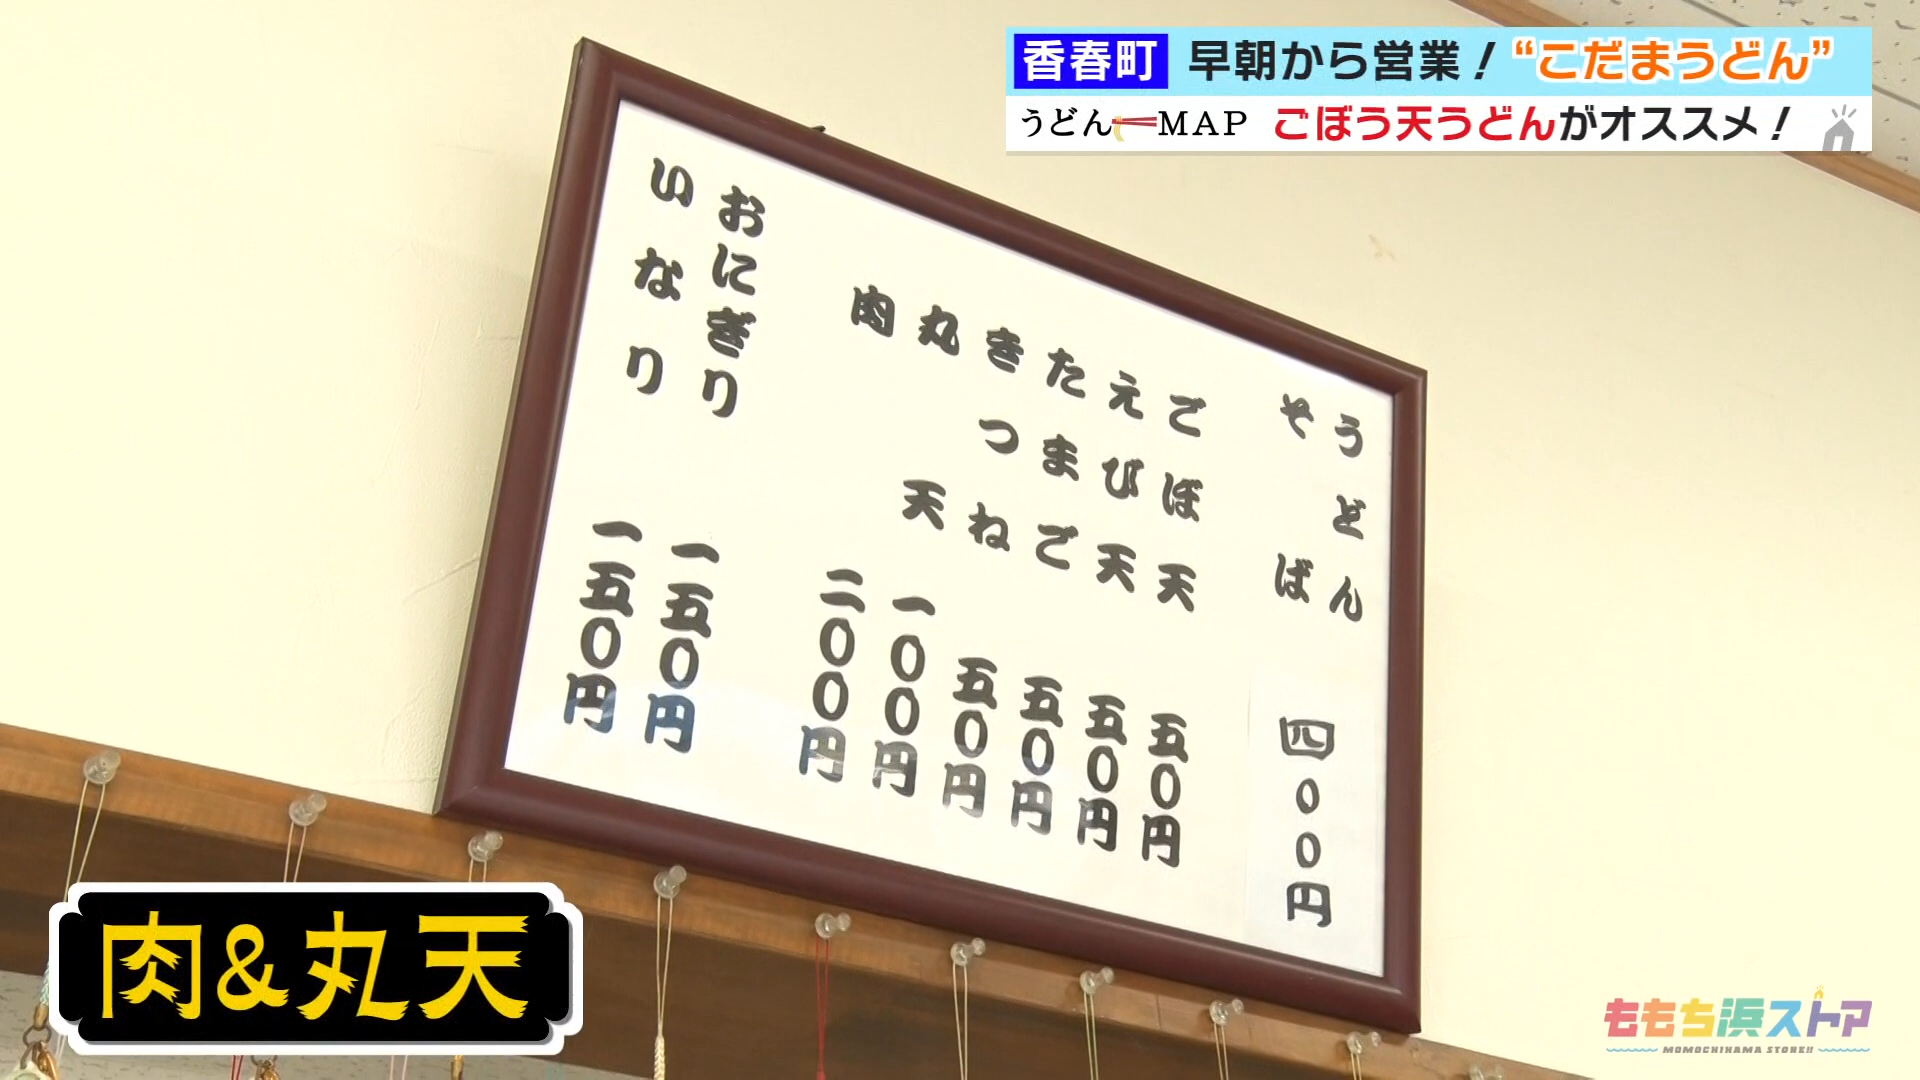 香春町 早朝から営業！“こだまうどん”
うどんMAP ごぼう天うどんがオススメ！
うどん 四〇〇円
そば
ごぼ天 五〇円
えび天 五〇円
たまご 五〇円
きつね 五〇円
丸天 一〇〇円
肉 二〇〇円
おにぎり 一五〇円
いなり 一五〇円
肉&丸天
ももち浜ストア
MOMOCHIHAMA STORE!!